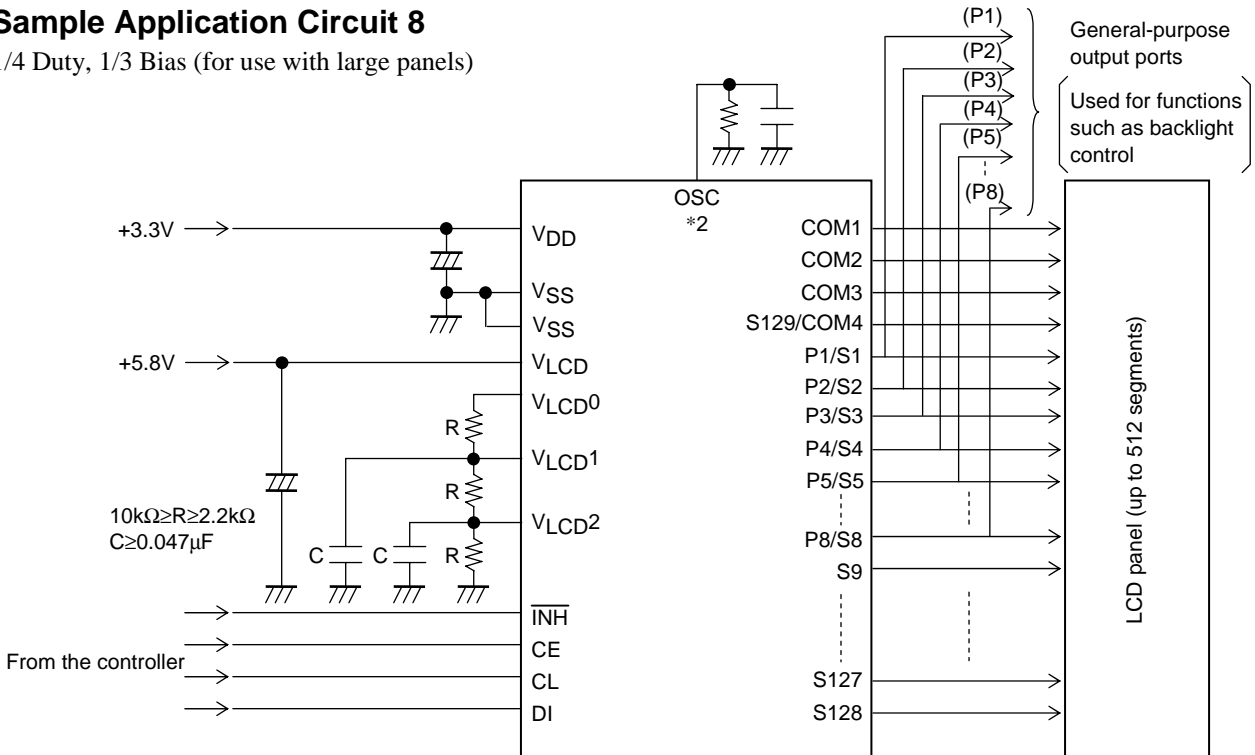 Sample Application Circuit 8
1/4 Duty, 1/3 Bias (for use with large panels)
(P1)
(P2)
(P3)
(P4)
(P5)
(P8)
General-purpose
output ports
Used for functions
such as backlight
control
OSC
*2
+3.3V
VDD
VSS
VSS
+5.8V
VLCD
VLCD0
R
VLCD1
R
VLCD2
R
10kΩ≥R≥2.2kΩ
C≥0.047μF
C
C
INH
From the controller
CE
CL
DI
COM1
COM2
COM3
S129/COM4
P1/S1
P2/S2
P3/S3
P4/S4
P5/S5
P8/S8
S9
S127
S128
LCD panel (up to 512 segments)